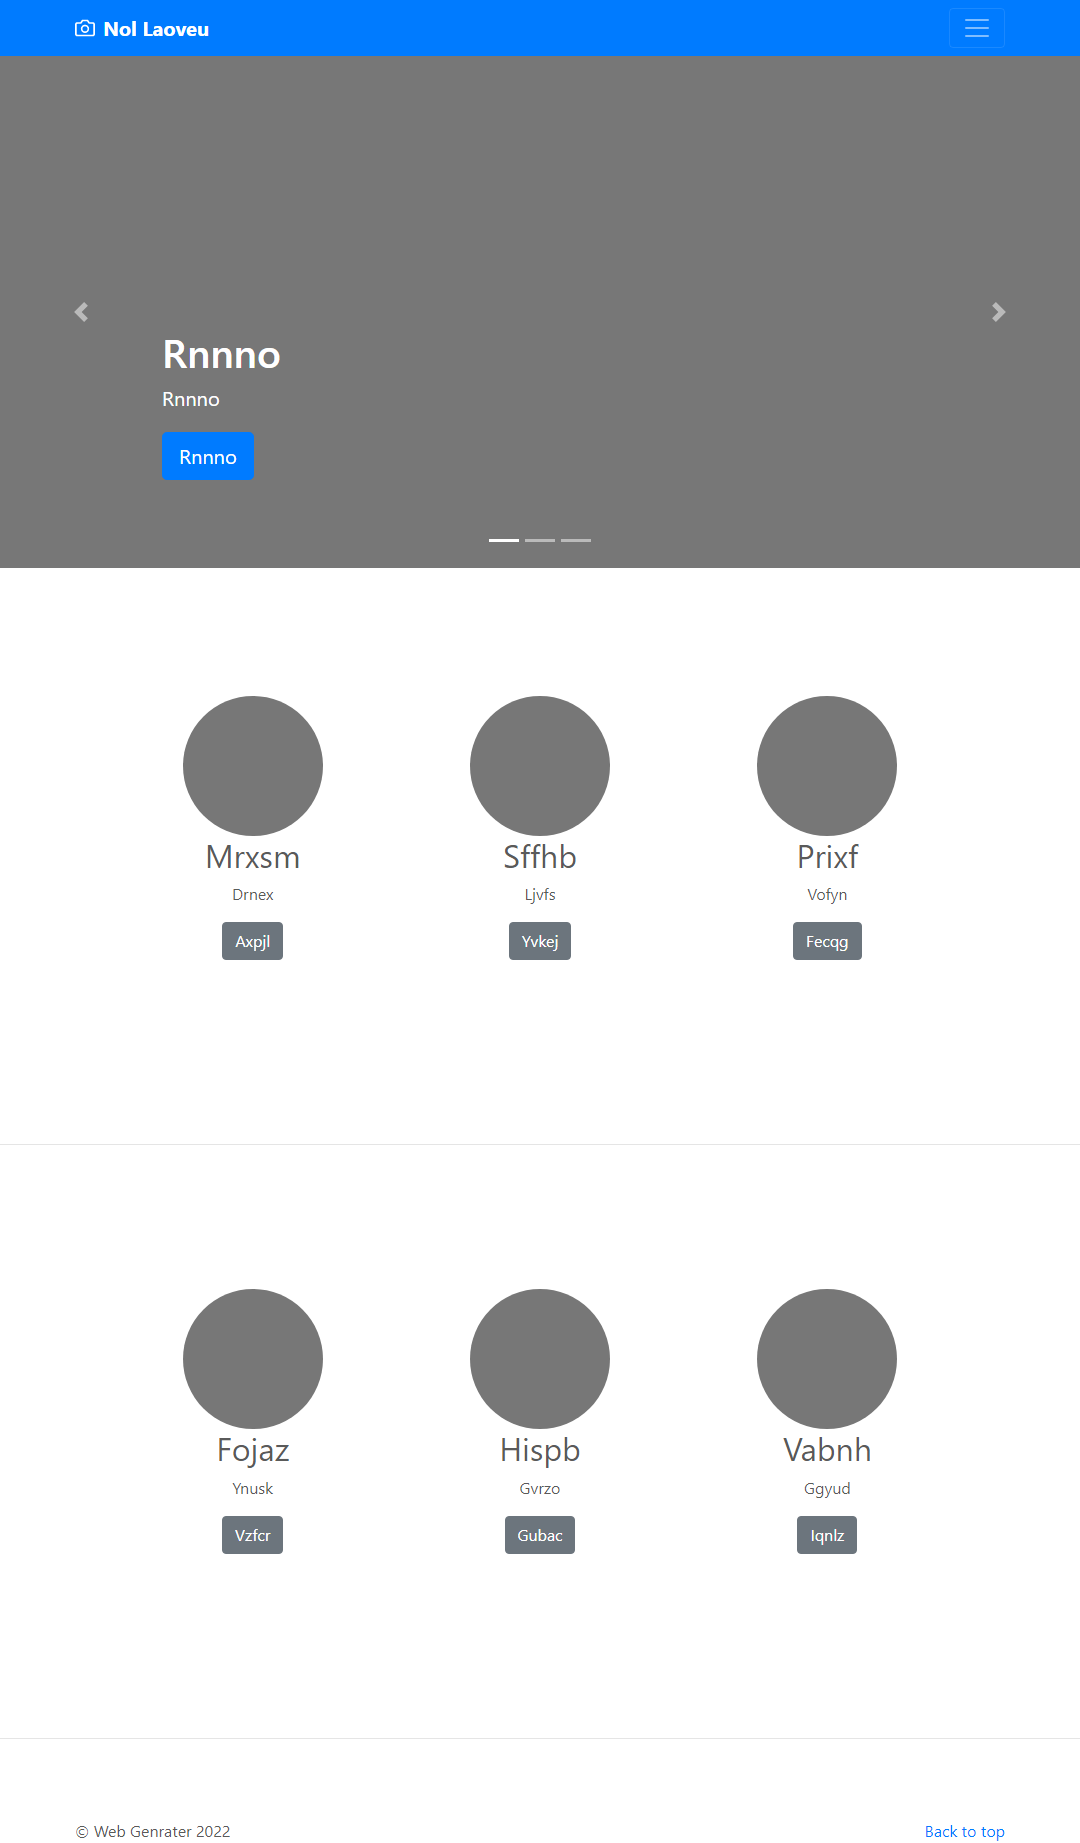 Nol Laoveu
Rnnno
Rnnno
Rnnno
Mrxsm
Drnex
Axpjl
Sffhb
Ljvfs
Yvkej
Prixf
Vofyn
Fecqg
Fojaz
Ynusk
Vzfcr
Hispb
Gvrzo
Gubac
Vabnh
Ggyud
Iqnlz
© Web Genrater 2022
Back to top